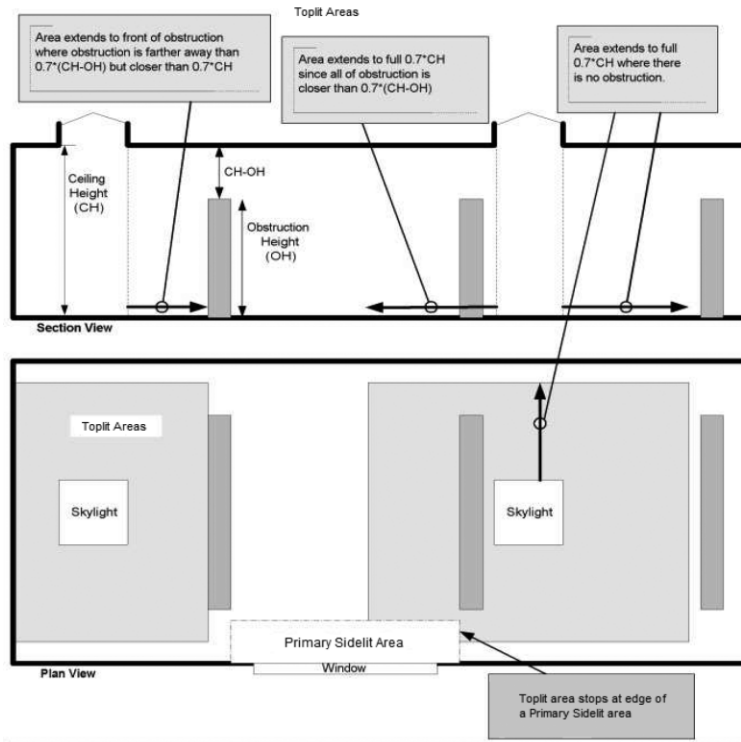 Toplit Areas
Area extends to front of obstruction
where obstruction is farther away than
0.7*(CH-OH) but closer than 0.7*CH
Area extends to full 0.7*CH
since all of obstruction is
closer than 0.7*(CH-OH)
Area extends to full
0.7*CH where there
is no obstruction.
Ceiling
Height
(CH)
CH-OH
Obstruction
Height
(OH)
Section View
Toplit Areas
Skylight
Skylight
Primary Sidelit Area
Window
Plan View
Toplit area stops at edge of
a Primary Sidelit area